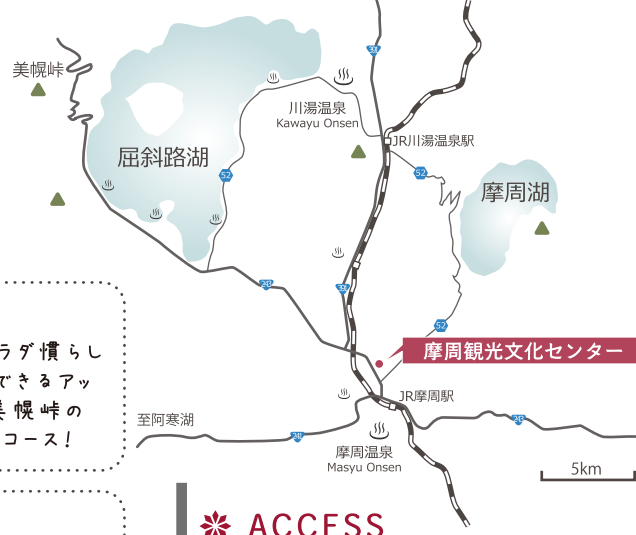 391
美幌峠
川湯温泉
Kawayu Onsen
JR川湯温泉駅
屈斜路湖
52
52
摩周湖
243
391
52
摩周観光文化センター
ラダ慣らし
できるアッ
美幌峠の
コース!
JR摩周駅
至阿寒湖
241
243
摩周温泉
Masyu Onsen
5km
ACCESS